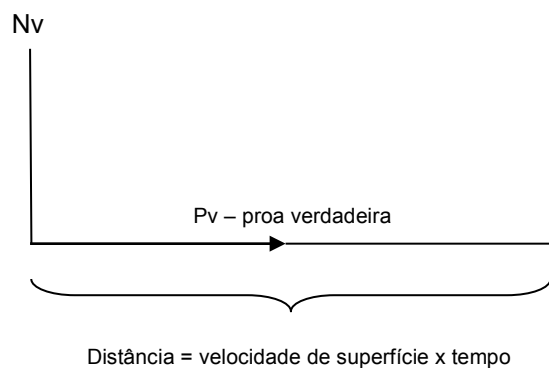 Nv
Pv – proa verdadeira
Distância = velocidade de superfície x tempo